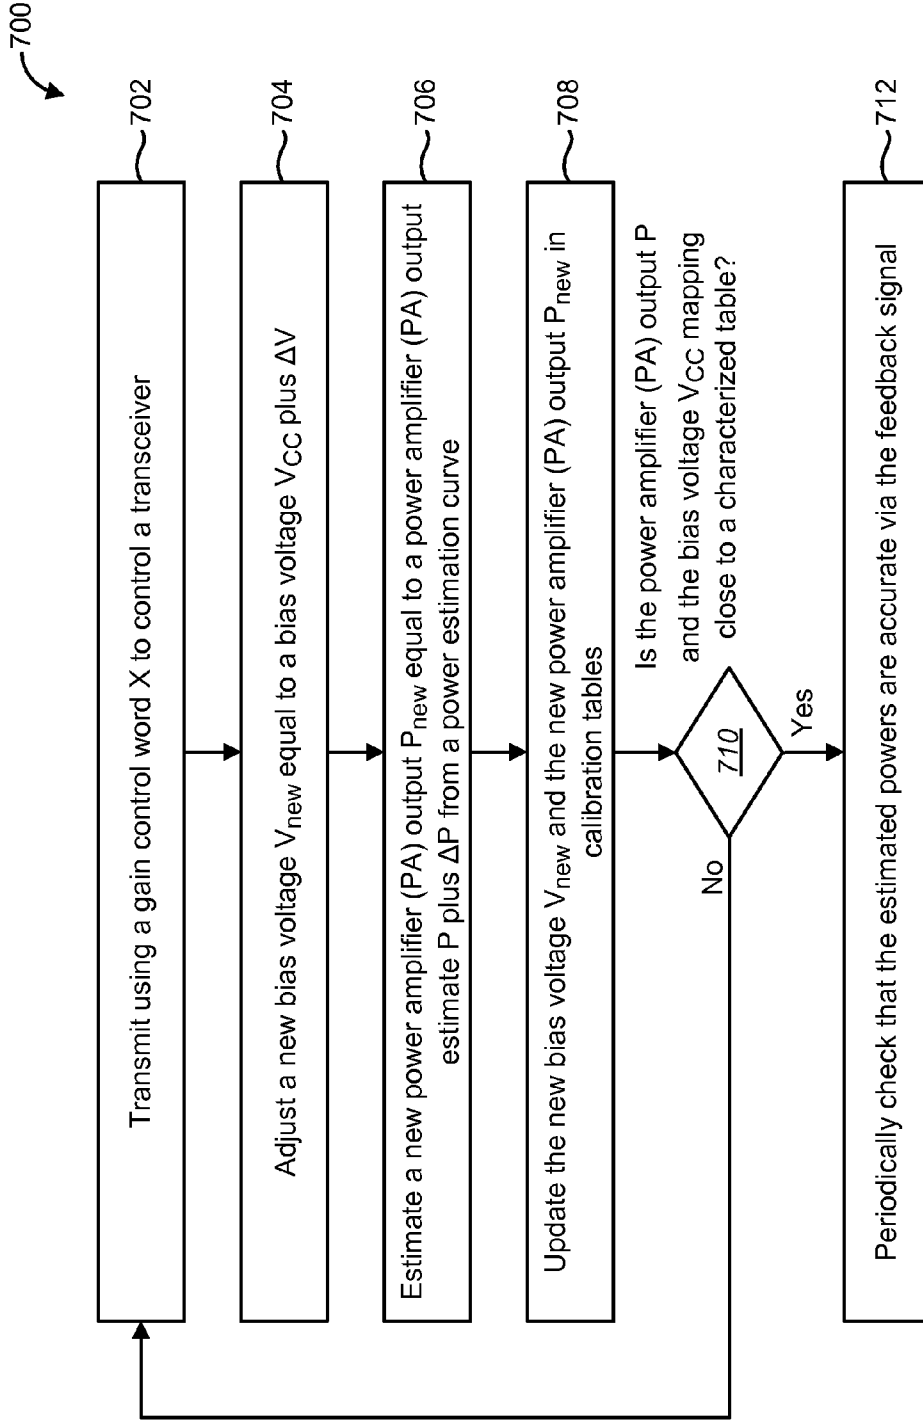 700
702
Transmit using a gain control word X to control a transceiver
704
Adjust a new bias voltage Vnew equal to a bias voltage VCC plus ΔV
706
Estimate a new power amplifier (PA) output Pnew equal to a power amplifier (PA) output
estimate P plus ΔP from a power estimation curve
708
Update the new bias voltage Vnew and the new power amplifier (PA) output Pnew in
calibration tables
Is the power amplifier (PA) output P
and the bias voltage VCC mapping
close to a characterized table?
710
No
Yes
712
Periodically check that the estimated powers are accurate via the feedback signal